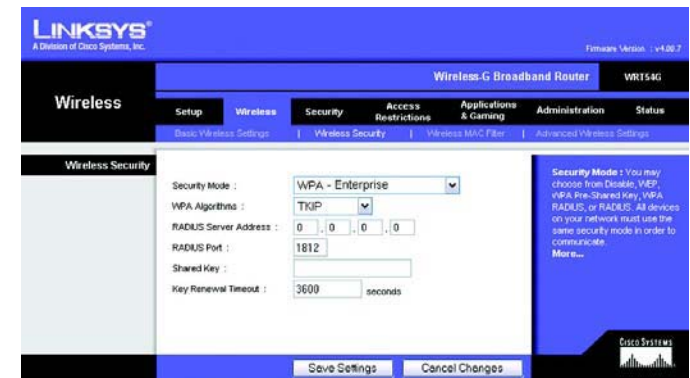 LINKSYS®
A Division of Cisco Systems, Inc.
Firmware Version : v4.00.7
Wireless-G Broadband Router WRT54G
Wireless
Setup Wireless Security Access Restrictions Applications & Gaming Administration Status
Basic Wireless Settings | Wireless Security | Wireless MAC Filter | Advanced Wireless Settings
Wireless Security
Security Mode : WPA - Enterprise
WPA Algorithms : TKIP
RADIUS Server Address : 0 . 0 . 0 . 0
RADIUS Port : 1812
Shared Key :
Key Renewal Timeout : 3600 seconds
Security Mode : You may
choose from Disable, WEP,
WPA Pre-Shared Key, WPA
RADIUS, or RADIUS. All devices
on your network must use the
same security mode in order to
communicate.
More...
CISCO SYSTEMS
Save Settings Cancel Changes